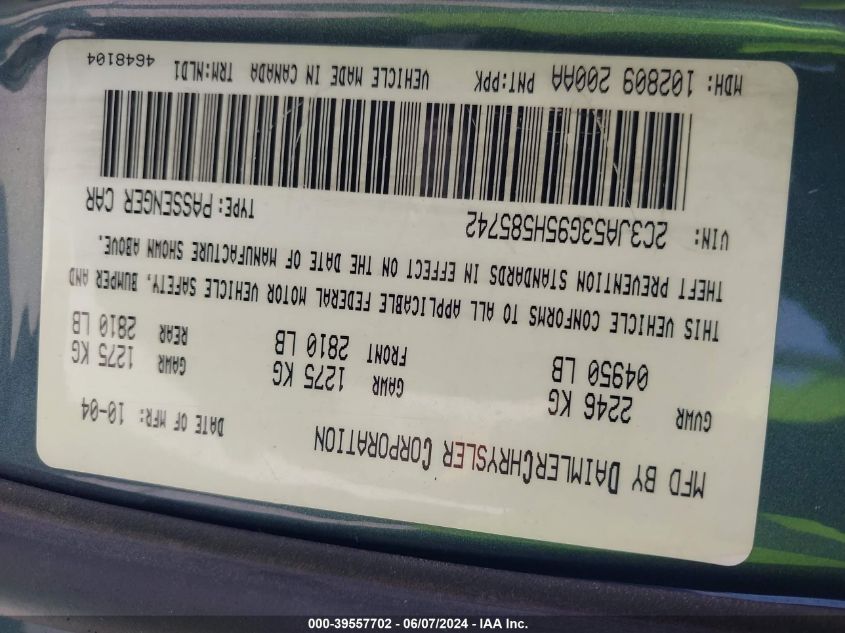 MFD BY DAIMLERCHRYSLER CORPORATION
DATE OF MFR: 10-04
GVWR 2246 KG GAWR 1275 KG GAWR 1275 KG
04950 LB FRONT 2810 LB REAR 2810 LB
THIS VEHICLE CONFORMS TO ALL APPLICABLE FEDERAL MOTOR VEHICLE SAFETY, BUMPER AND
THEFT PREVENTION STANDARDS IN EFFECT ON THE DATE OF MANUFACTURE SHOWN ABOVE.
VIN: 2C3JA53G95H585742 TYPE: PASSENGER CAR
MDH: 102809 200AA PNT:PPK VEHICLE MADE IN CANADA TRM:NLD1
4648104
000-39557702 - 06/07/2024 - IAA Inc.